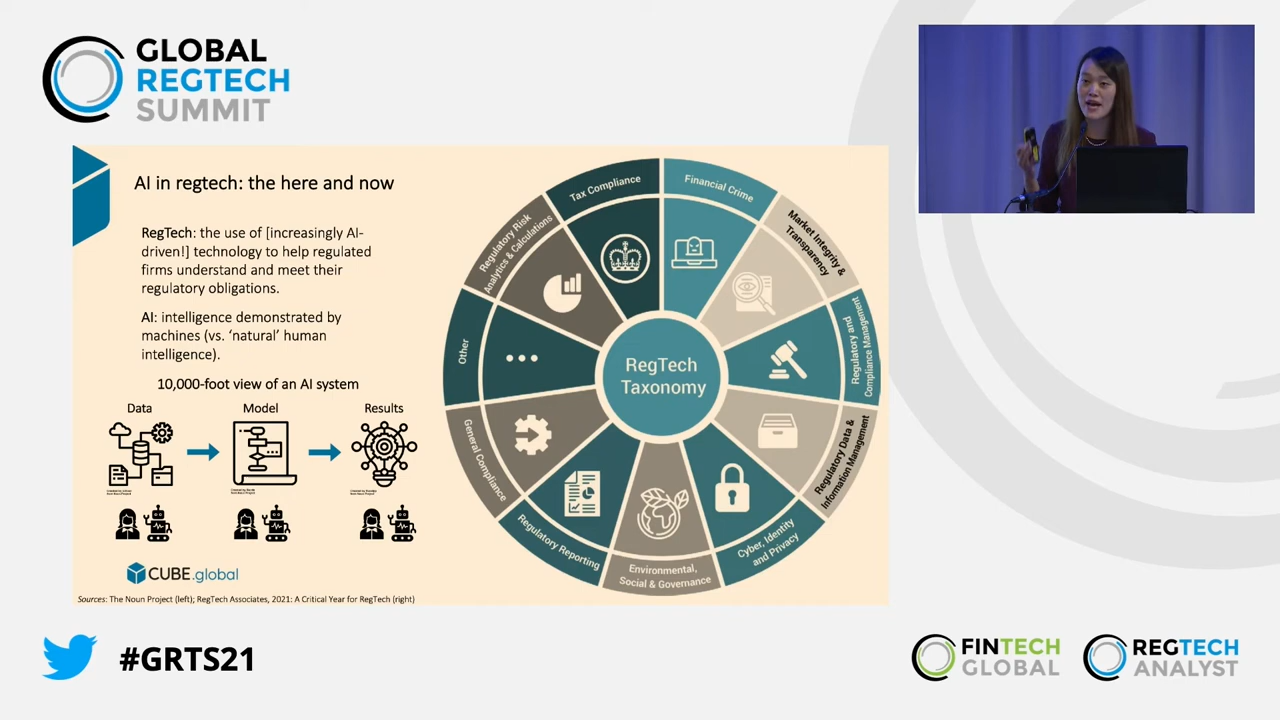 GLOBAL
REGTECH
SUMMIT
AI in regtech: the here and now
RegTech: the use of [increasingly AI-
driven!] technology to help regulated
firms understand and meet their
regulatory obligations.
AI: intelligence demonstrated by
machines (vs. ‘natural’ human
intelligence).
10,000-foot view of an AI system
Data
Model
Results
CUBE.global
Sources: The Noun Project (left); RegTech Associates, 2021: A Critical Year for RegTech (right)
RegTech
Taxonomy
Financial Crime
Market Integrity &
Transparency
Regulatory and
Compliance Management
Regulatory Data &
Information Management
Cyber, Identity
and Privacy
Environmental,
Social & Governance
Regulatory Reporting
General Compliance
Other
Regulatory Risk
Analytics & Calculations
Tax Compliance
#GRTS21
FINTECH
GLOBAL
REGTECH
ANALYST